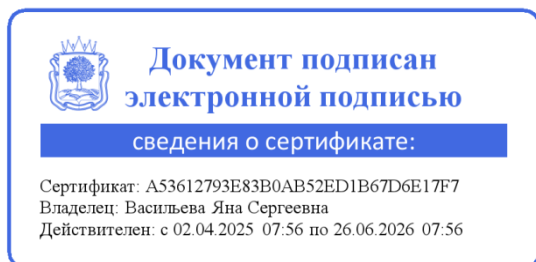 Документ подписан
электронной подписью
сведения о сертификате:
Сертификат: A53612793E83B0AB52ED1B67D6E17F7
Владелец: Васильева Яна Сергеевна
Действителен: с 02.04.2025 07:56 по 26.06.2026 07:56